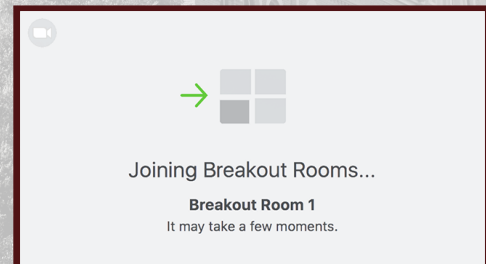 Joining Breakout Rooms...
Breakout Room 1
It may take a few moments.